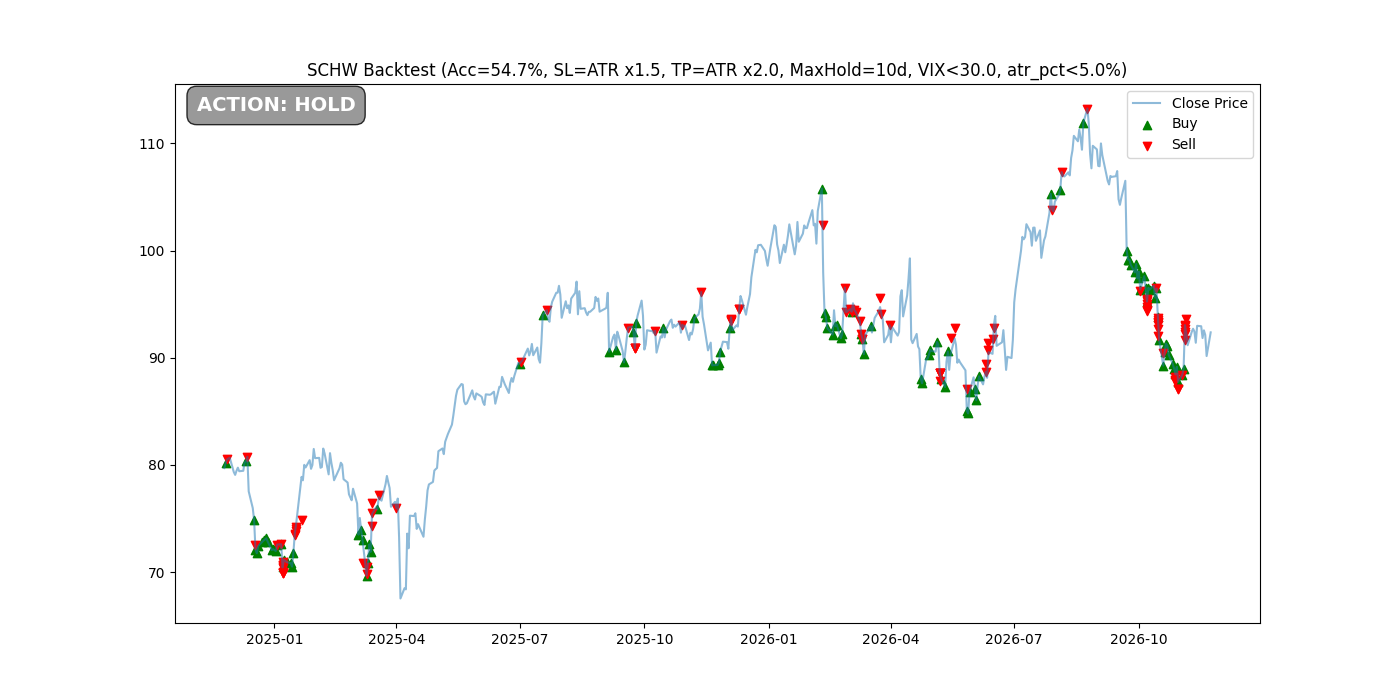 SCHW Backtest (Acc=54.7%, SL=ATR x1.5, TP=ATR x2.0, MaxHold=10d, VIX<30.0, atr_pct<5.0%)
ACTION: HOLD
Close Price
Buy
Sell
110
100
90
80
70
2025-01
2025-04
2025-07
2025-10
2026-01
2026-04
2026-07
2026-10